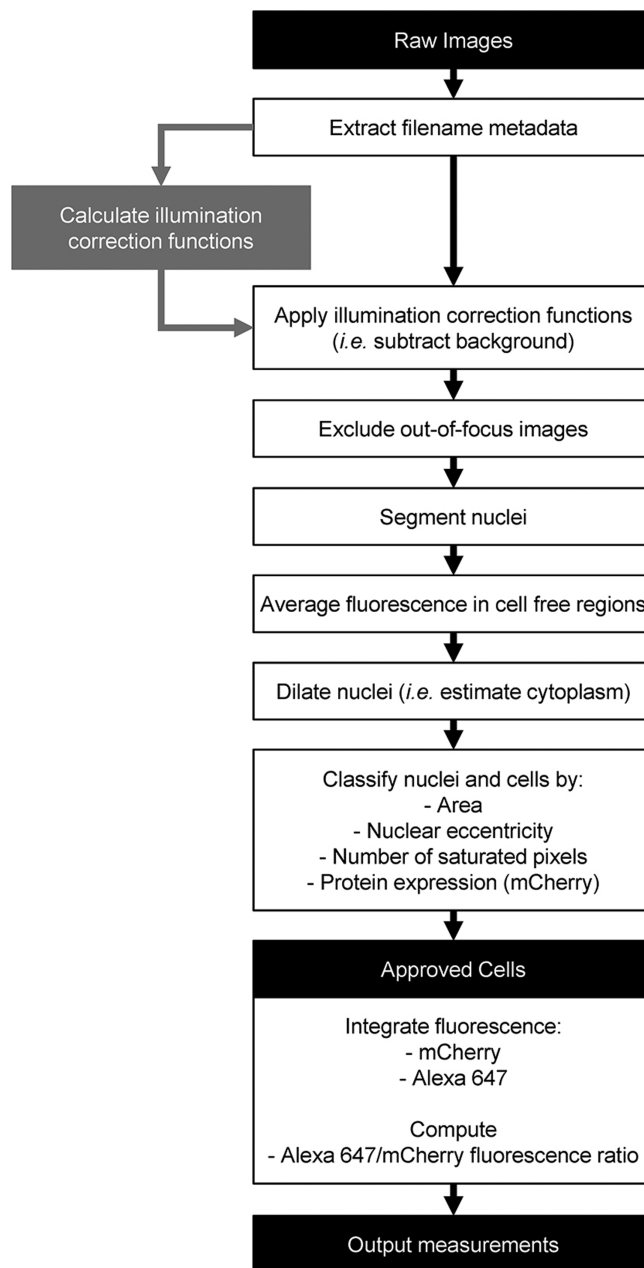 Raw Images
Extract filename metadata
Calculate illumination
correction functions
Apply illumination correction functions
(i.e. subtract background)
Exclude out-of-focus images
Segment nuclei
Average fluorescence in cell free regions
Dilate nuclei (i.e. estimate cytoplasm)
Classify nuclei and cells by:
- Area
- Nuclear eccentricity
- Number of saturated pixels
- Protein expression (mCherry)
Approved Cells
Integrate fluorescence:
- mCherry
- Alexa 647
Compute
- Alexa 647/mCherry fluorescence ratio
Output measurements